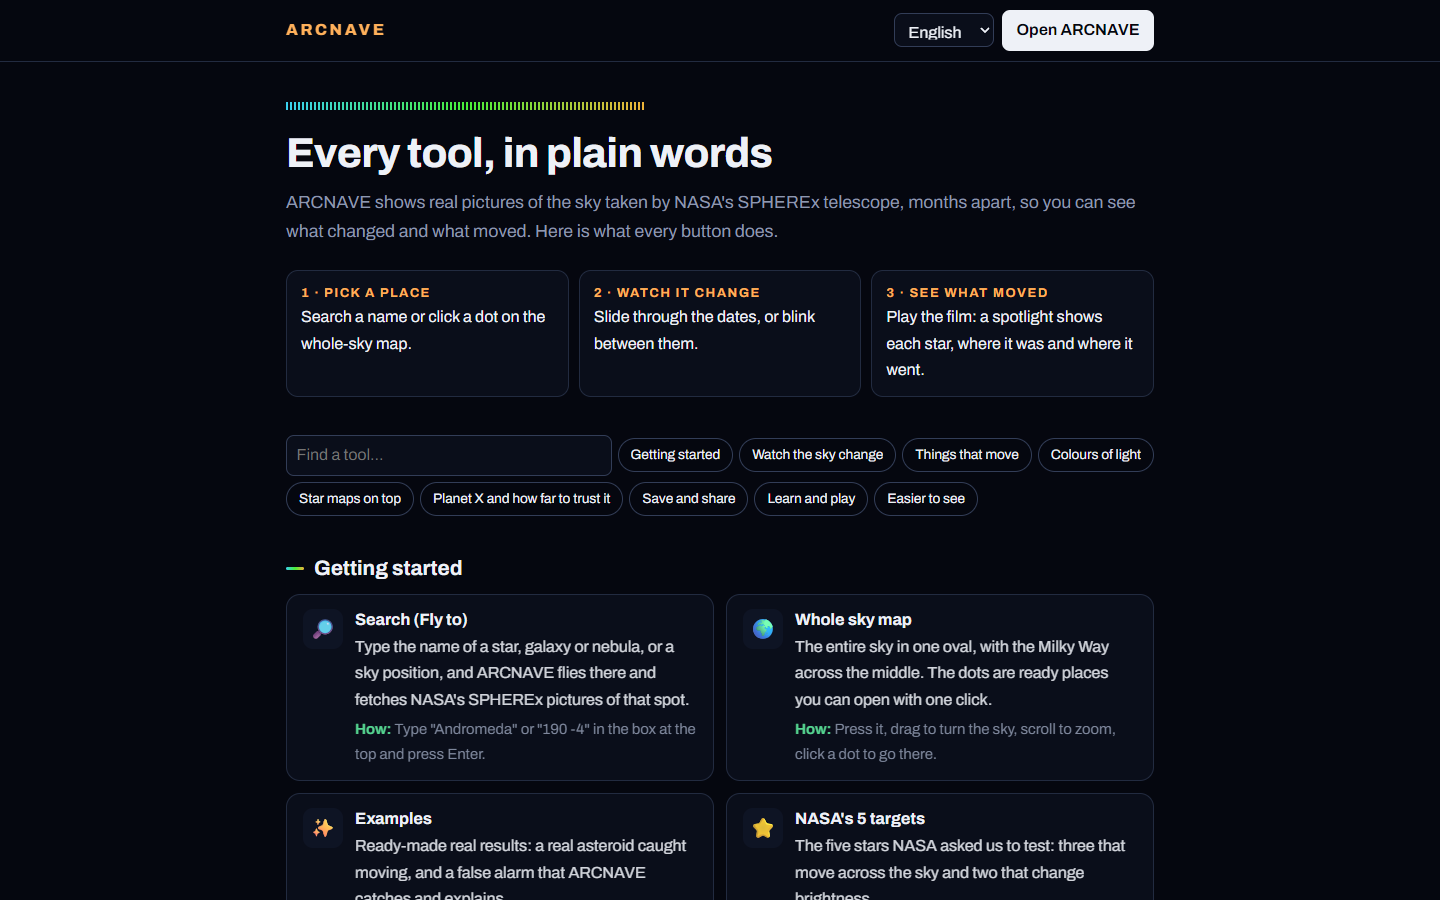 ARCNAVE
English
Open ARCNAVE
Every tool, in plain words
ARCNAVE shows real pictures of the sky taken by NASA's SPHEREx telescope, months apart, so you can see
what changed and what moved. Here is what every button does.
1 · PICK A PLACE
Search a name or click a dot on the
whole-sky map.
2 · WATCH IT CHANGE
Slide through the dates, or blink
between them.
3 · SEE WHAT MOVED
Play the film: a spotlight shows
each star, where it was and where it
went.
Find a tool...
Getting started
Watch the sky change
Things that move
Colours of light
Star maps on top
Planet X and how far to trust it
Save and share
Learn and play
Easier to see
Getting started
Search (Fly to)
Type the name of a star, galaxy or nebula, or a
sky position, and ARCNAVE flies there and
fetches NASA's SPHEREx pictures of that spot.
How: Type "Andromeda" or "190 -4" in the box at the
top and press Enter.
Whole sky map
The entire sky in one oval, with the Milky Way
across the middle. The dots are ready places
you can open with one click.
How: Press it, drag to turn the sky, scroll to zoom,
click a dot to go there.
Examples
Ready-made real results: a real asteroid caught
moving, and a false alarm that ARCNAVE
catches and explains.
NASA's 5 targets
The five stars NASA asked us to test: three that
move across the sky and two that change
brightness.